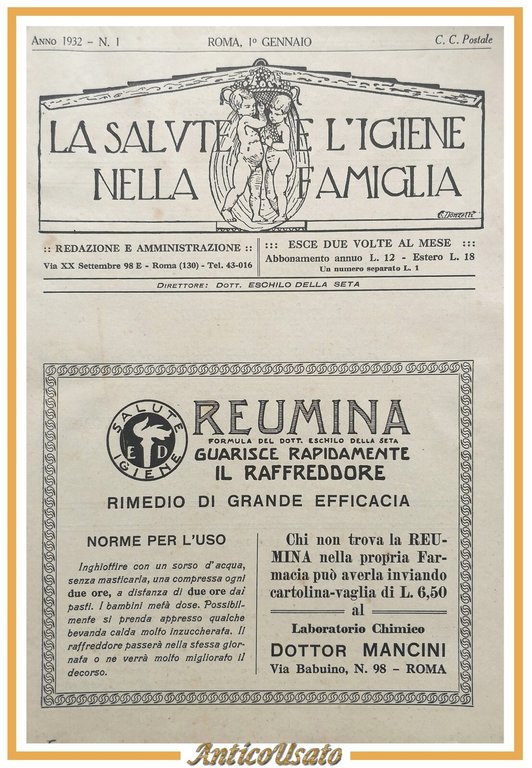 ANNO 1932 - N. 1
ROMA, 1º GENNAIO
C. C. Postale
LA SALVTE E L'IGIENE
NELLA FAMIGLIA
:: REDAZIONE E AMMINISTRAZIONE ::
Via XX Settembre 98 E - Roma (130) - Tel. 43-016
::: ESCE DUE VOLTE AL MESE :::
Abbonamento annuo L. 12 - Estero L. 18
Un numero separato L. 1
DIRETTORE: DOTT. ESCHILO DELLA SETA
SALUTE
E D
IGIENE
REUMINA
FORMULA DEL DOTT. ESCHILO DELLA SETA
GUARISCE RAPIDAMENTE
IL RAFFREDDORE
RIMEDIO DI GRANDE EFFICACIA
NORME PER L'USO
Inghiottire con un sorso d'acqua,
senza masticarla, una compressa ogni
due ore, a distanza di due ore dai
pasti. I bambini metà dose. Possibil-
mente si prenda appresso qualche
bevanda calda molto inzuccherata. Il
raffreddore passerà nella stessa gior-
nata o ne verrà molto migliorato il
decorso.
Chi non trova la REU-
MINA nella propria Far-
macia può averla inviando
cartolina-vaglia di L. 6,50
al
Laboratorio Chimico
DOTTOR MANCINI
Via Babuino, N. 98 - ROMA
AnticoUsato